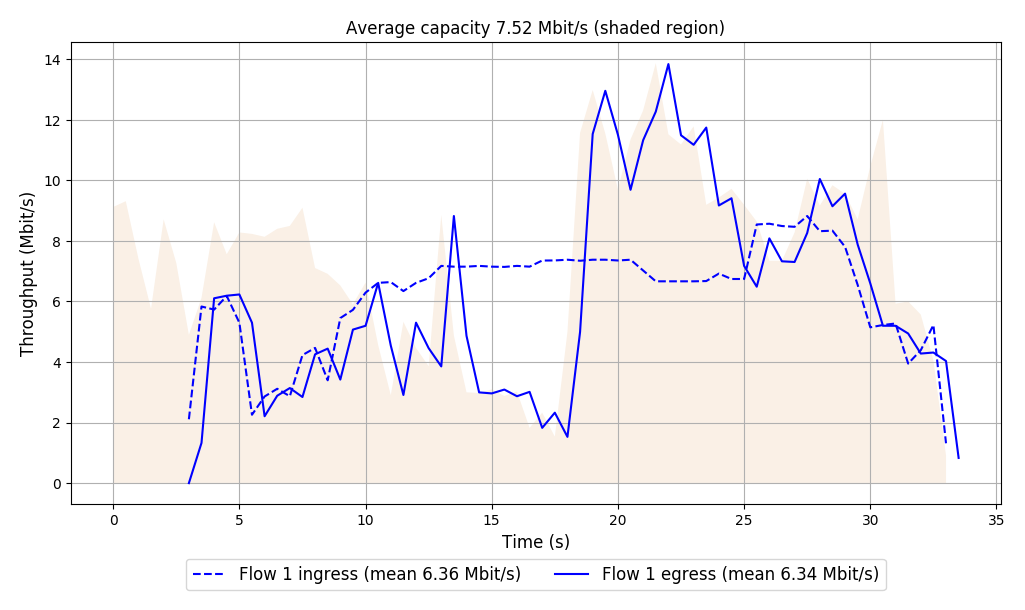 Average capacity 7.52 Mbit/s (shaded region)
Throughput (Mbit/s)
14
12
10
8
6
4
2
0
0 5 10 15 20 25 30 35
Time (s)
Flow 1 ingress (mean 6.36 Mbit/s) Flow 1 egress (mean 6.34 Mbit/s)